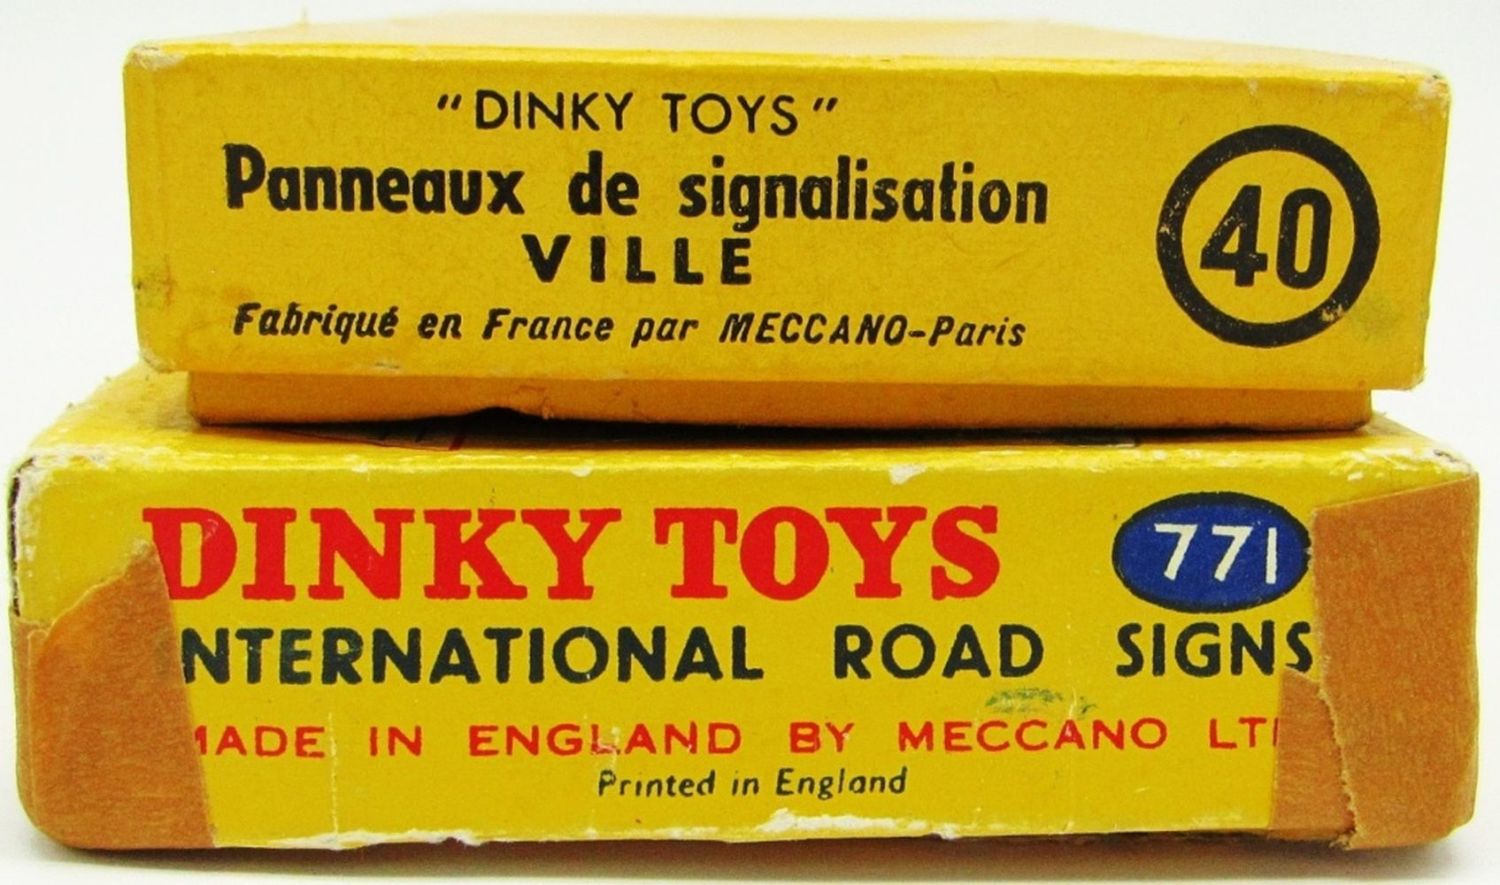 "DINKY TOYS"
Panneaux de signalisation
VILLE
40
Fabriqué en France par MECCANO-Paris
DINKY TOYS
771
NTERNATIONAL ROAD SIGNS
MADE IN ENGLAND BY MECCANO LT
Printed in England